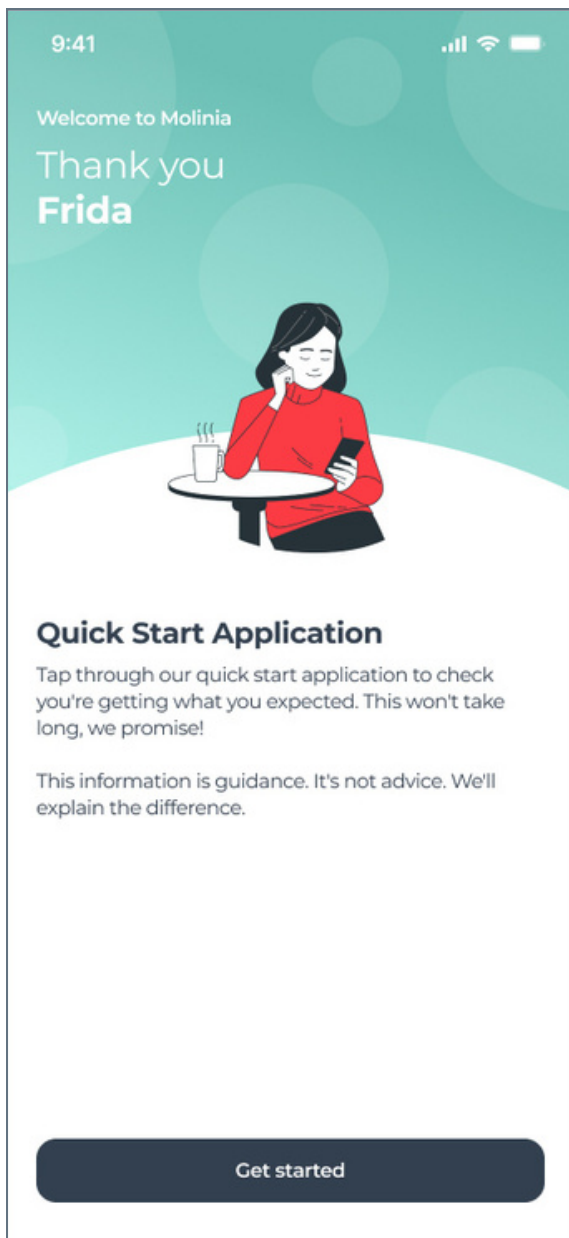 9:41
Welcome to Molinia
Thank you
Frida
Quick Start Application
Tap through our quick start application to check
you're getting what you expected. This won't take
long, we promise!
This information is guidance. It's not advice. We'll
explain the difference.
Get started